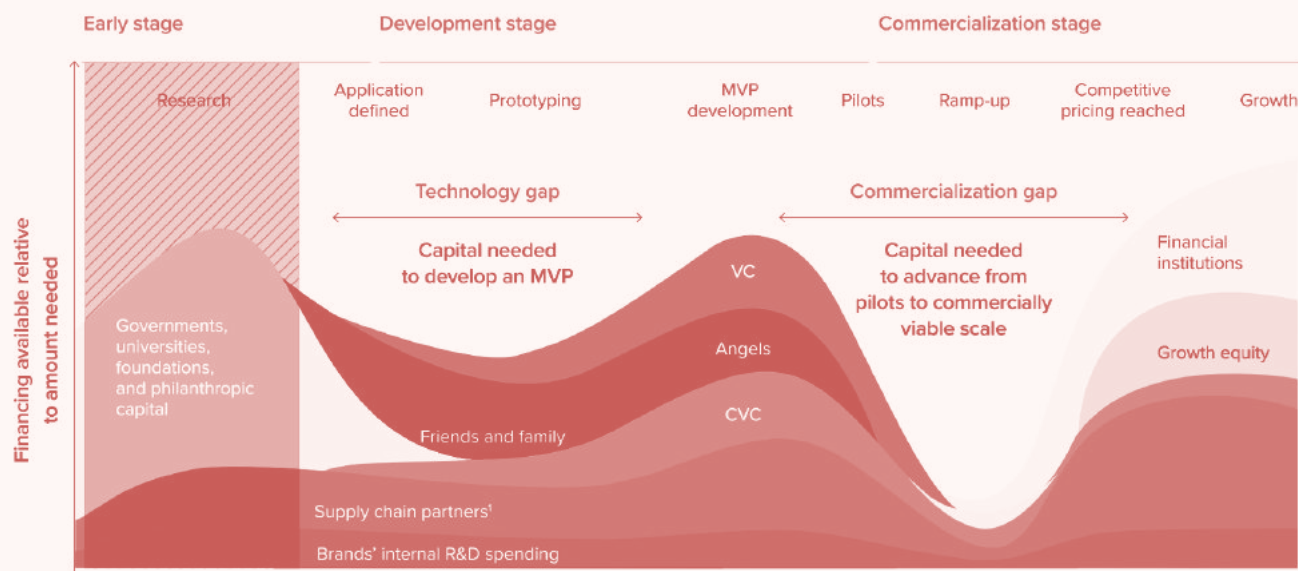 Early stage
Development stage
Commercialization stage
Research
Application
defined
Prototyping
MVP
development
Pilots
Ramp-up
Competitive
pricing reached
Growth
Technology gap
Commercialization gap
Capital needed
to develop an MVP
Capital needed
to advance from
pilots to commercially
viable scale
Financing available relative
to amount needed
Governments,
universities,
foundations,
and philanthropic
capital
VC
Angels
CVC
Friends and family
Financial
institutions
Growth equity
Supply chain partners¹
Brands' internal R&D spending